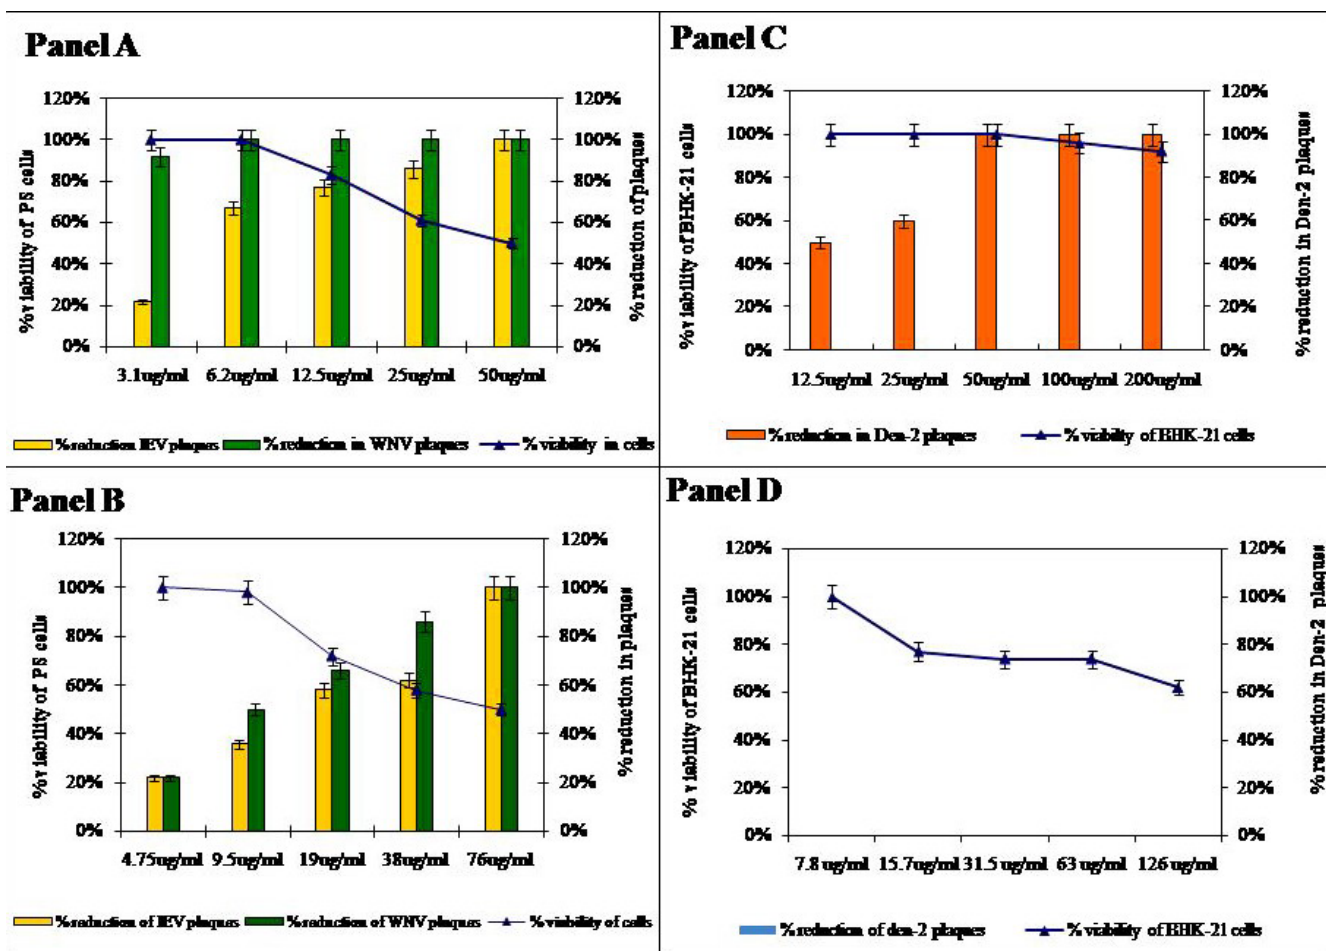 Panel A
120%
100%
80%
60%
40%
20%
0%
% viability of PS cells
120%
100%
80%
60%
40%
20%
0%
% reduction of plaques
3.1ug/ml 6.2ug/ml 12.5ug/ml 25ug/ml 50ug/ml
% reduction JEV plaques % reduction in WNV plaques % viability in cells
Panel C
120%
100%
80%
60%
40%
20%
0%
% viability of BHK-21 cells
120%
100%
80%
60%
40%
20%
0%
% reduction in Den-2 plaques
12.5ug/ml 25ug/ml 50ug/ml 100ug/ml 200ug/ml
% reduction in Den-2 plaques % viability of BHK-21 cells
Panel B
120%
100%
80%
60%
40%
20%
0%
% viability of PS cells
120%
100%
80%
60%
40%
20%
0%
% reduction in plaques
4.75ug/ml 9.5ug/ml 19ug/ml 38ug/ml 76ug/ml
% reduction of JEV plaques % reduction of WNV plaques % viability of cells
Panel D
120%
100%
80%
60%
40%
20%
0%
% viability of BHK-21 cells
120%
100%
80%
60%
40%
20%
0%
% reduction in Den-2 plaques
7.8 ug/ml 15.7ug/ml 31.5 ug/ml 63 ug/ml 126 ug/ml
% reduction of den-2 plaques % viability of BHK-21 cells